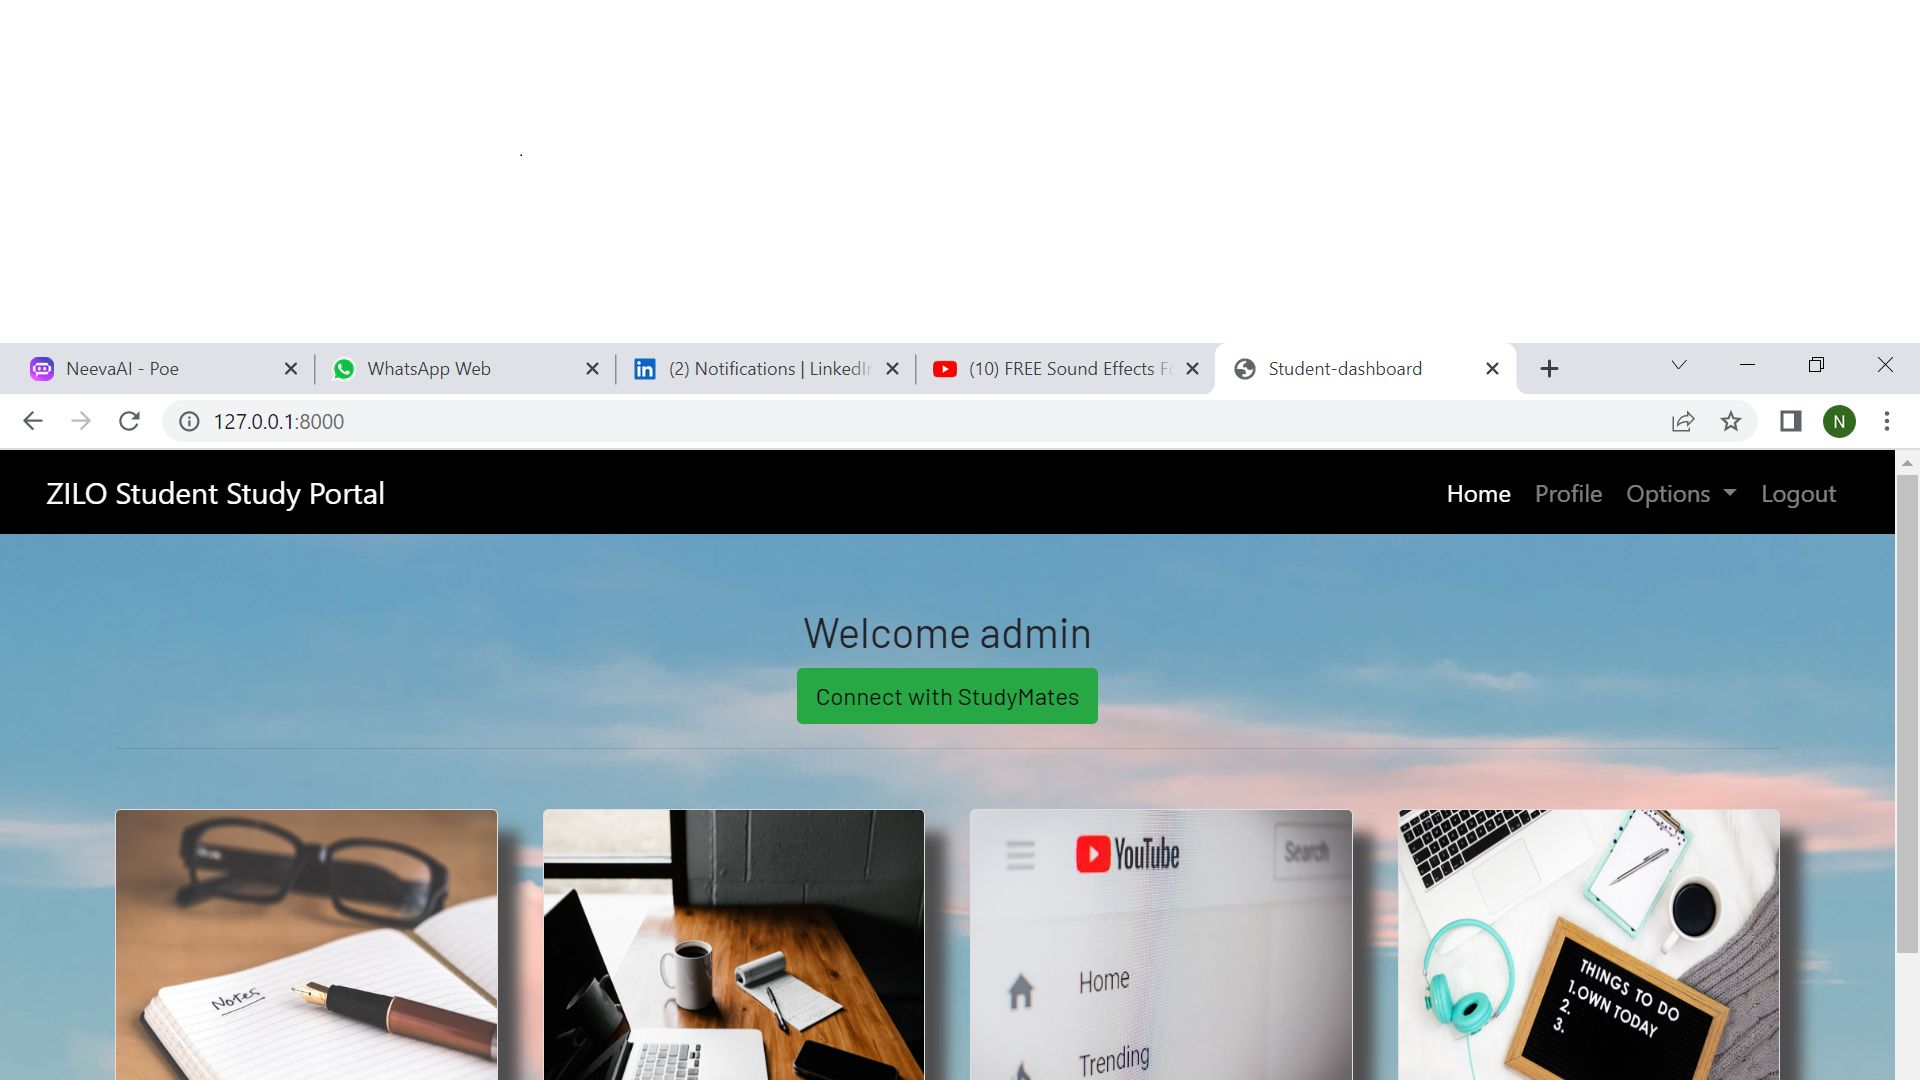 NeevaAI - Poe
WhatsApp Web
(2) Notifications | LinkedIn
(10) FREE Sound Effects Fo
Student-dashboard
127.0.0.1:8000
N
ZILO Student Study Portal
Home
Profile
Options
Logout
Welcome admin
Connect with StudyMates
Notes
YouTube
Search
Home
Trending
THINGS TO DO
1.OWN TODAY
2.
3.